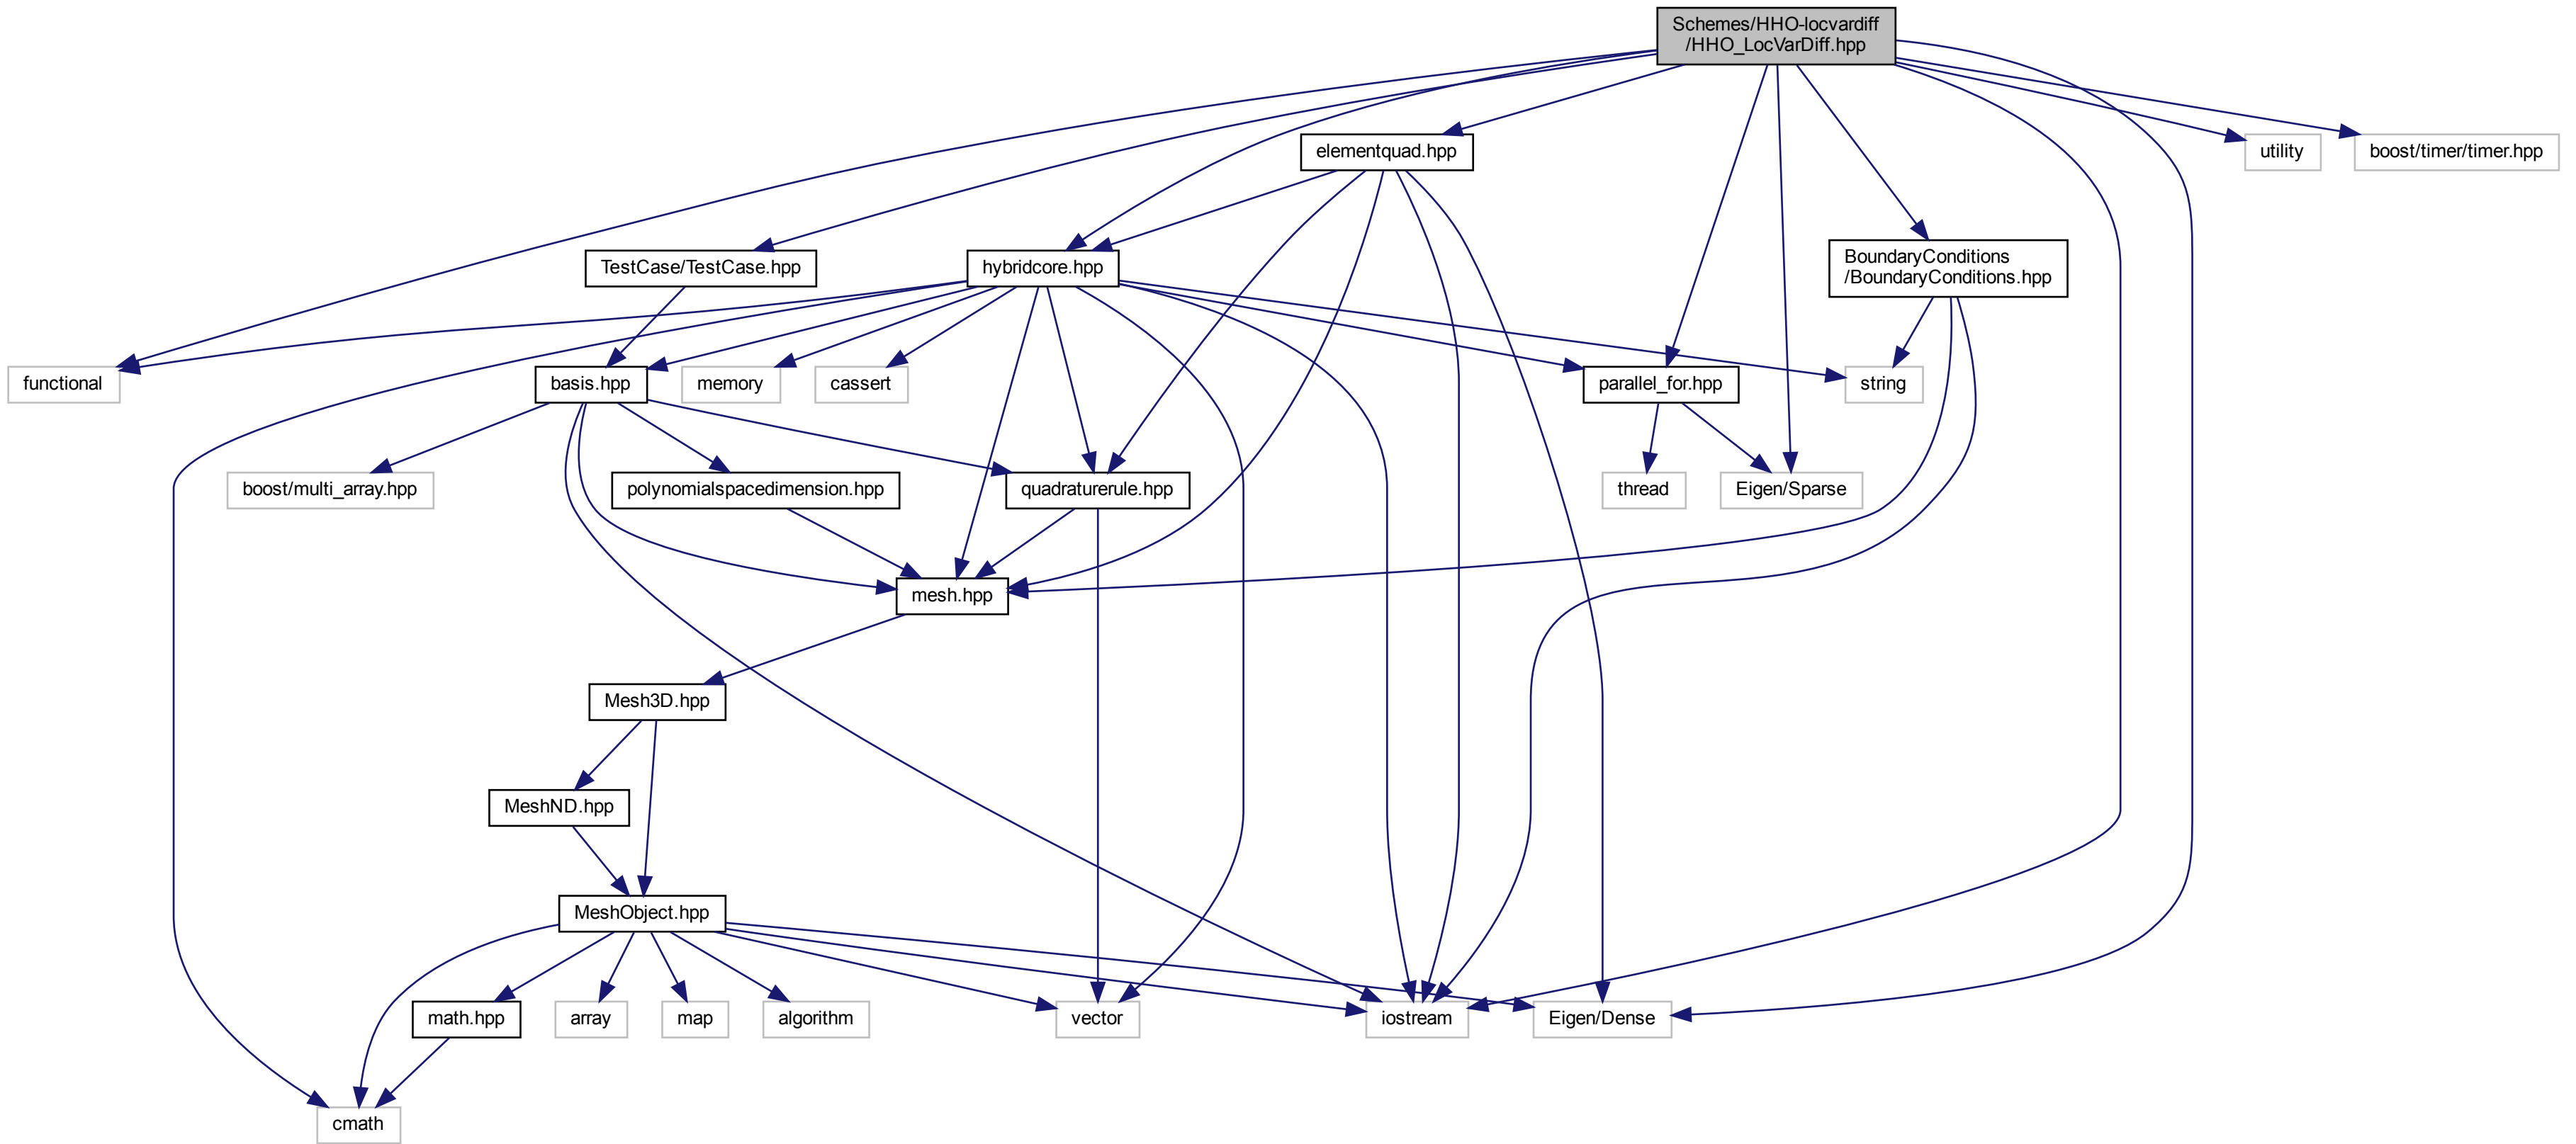 Schemes/HHO-locvardiff
/HHO_LocVarDiff.hpp
elementquad.hpp
utility
boost/timer/timer.hpp
TestCase/TestCase.hpp
hybridcore.hpp
BoundaryConditions
/BoundaryConditions.hpp
functional
basis.hpp
memory
cassert
parallel_for.hpp
string
boost/multi_array.hpp
polynomialspacedimension.hpp
quadraturerule.hpp
thread
Eigen/Sparse
mesh.hpp
Mesh3D.hpp
MeshND.hpp
MeshObject.hpp
math.hpp
array
map
algorithm
vector
iostream
Eigen/Dense
cmath